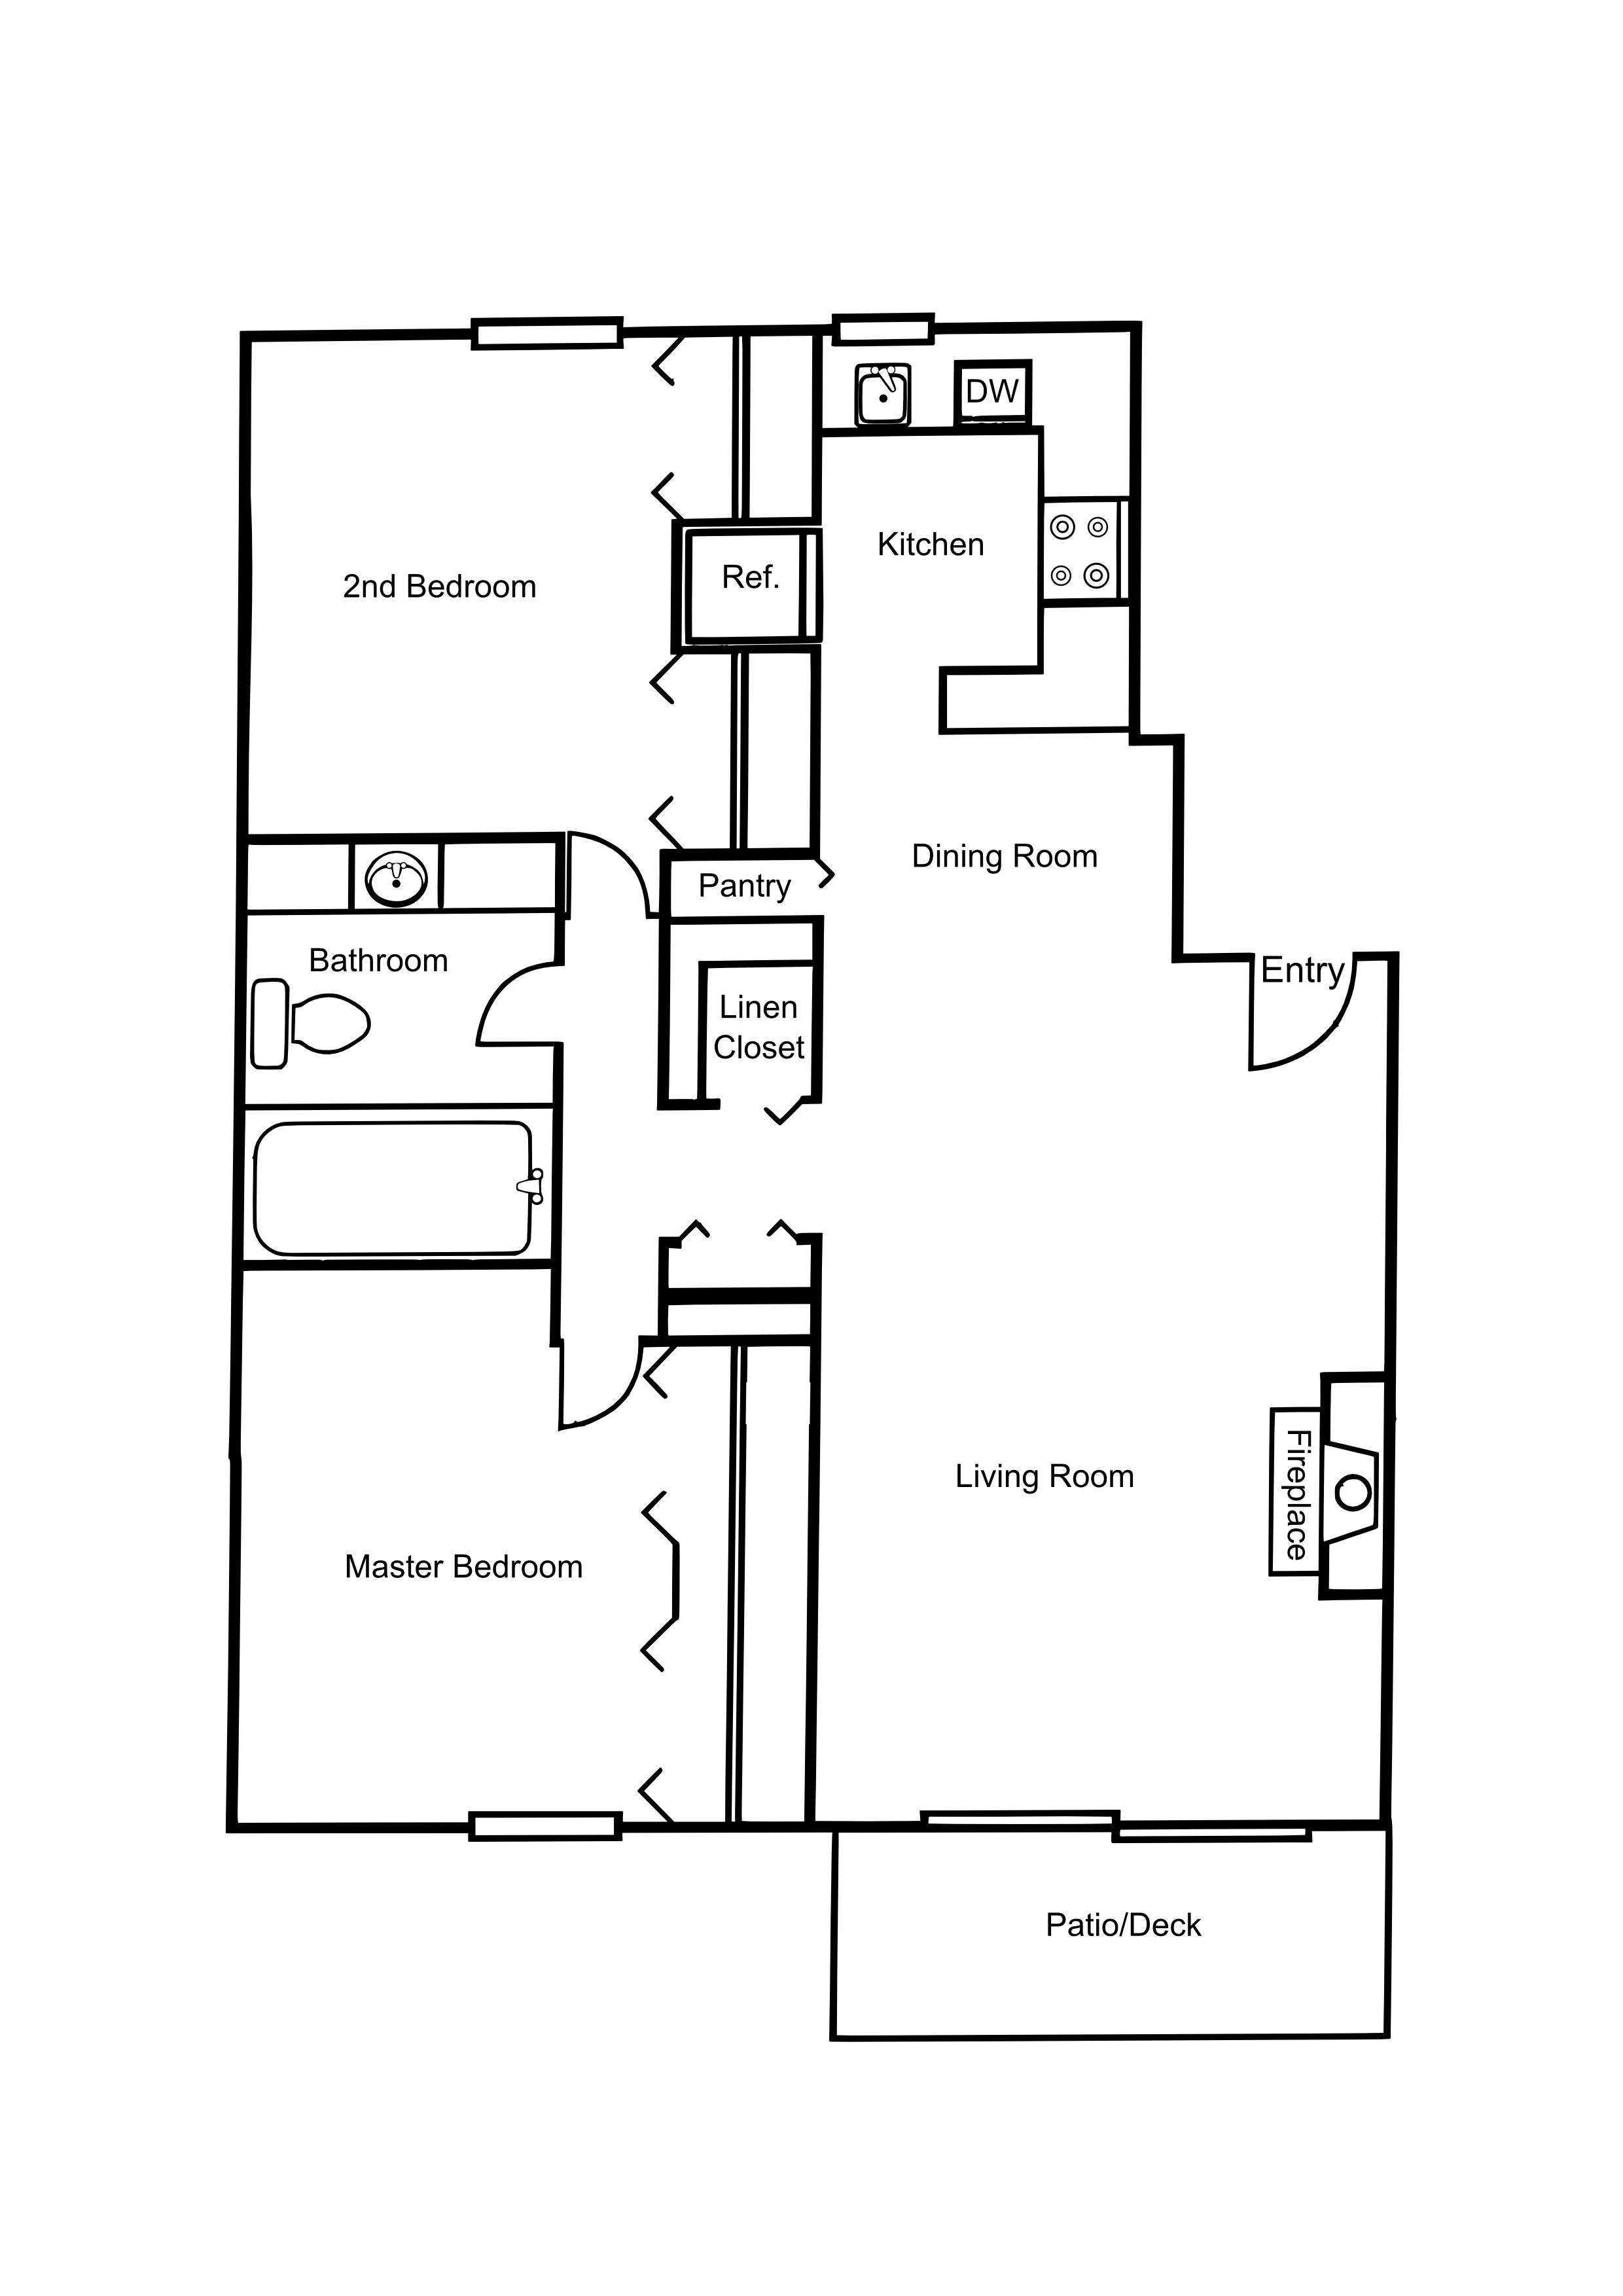 DW
Kitchen
Ref.
2nd Bedroom
Dining Room
Pantry
Bathroom
Entry
Linen
Closet
Fireplace
Living Room
Master Bedroom
Patio/Deck